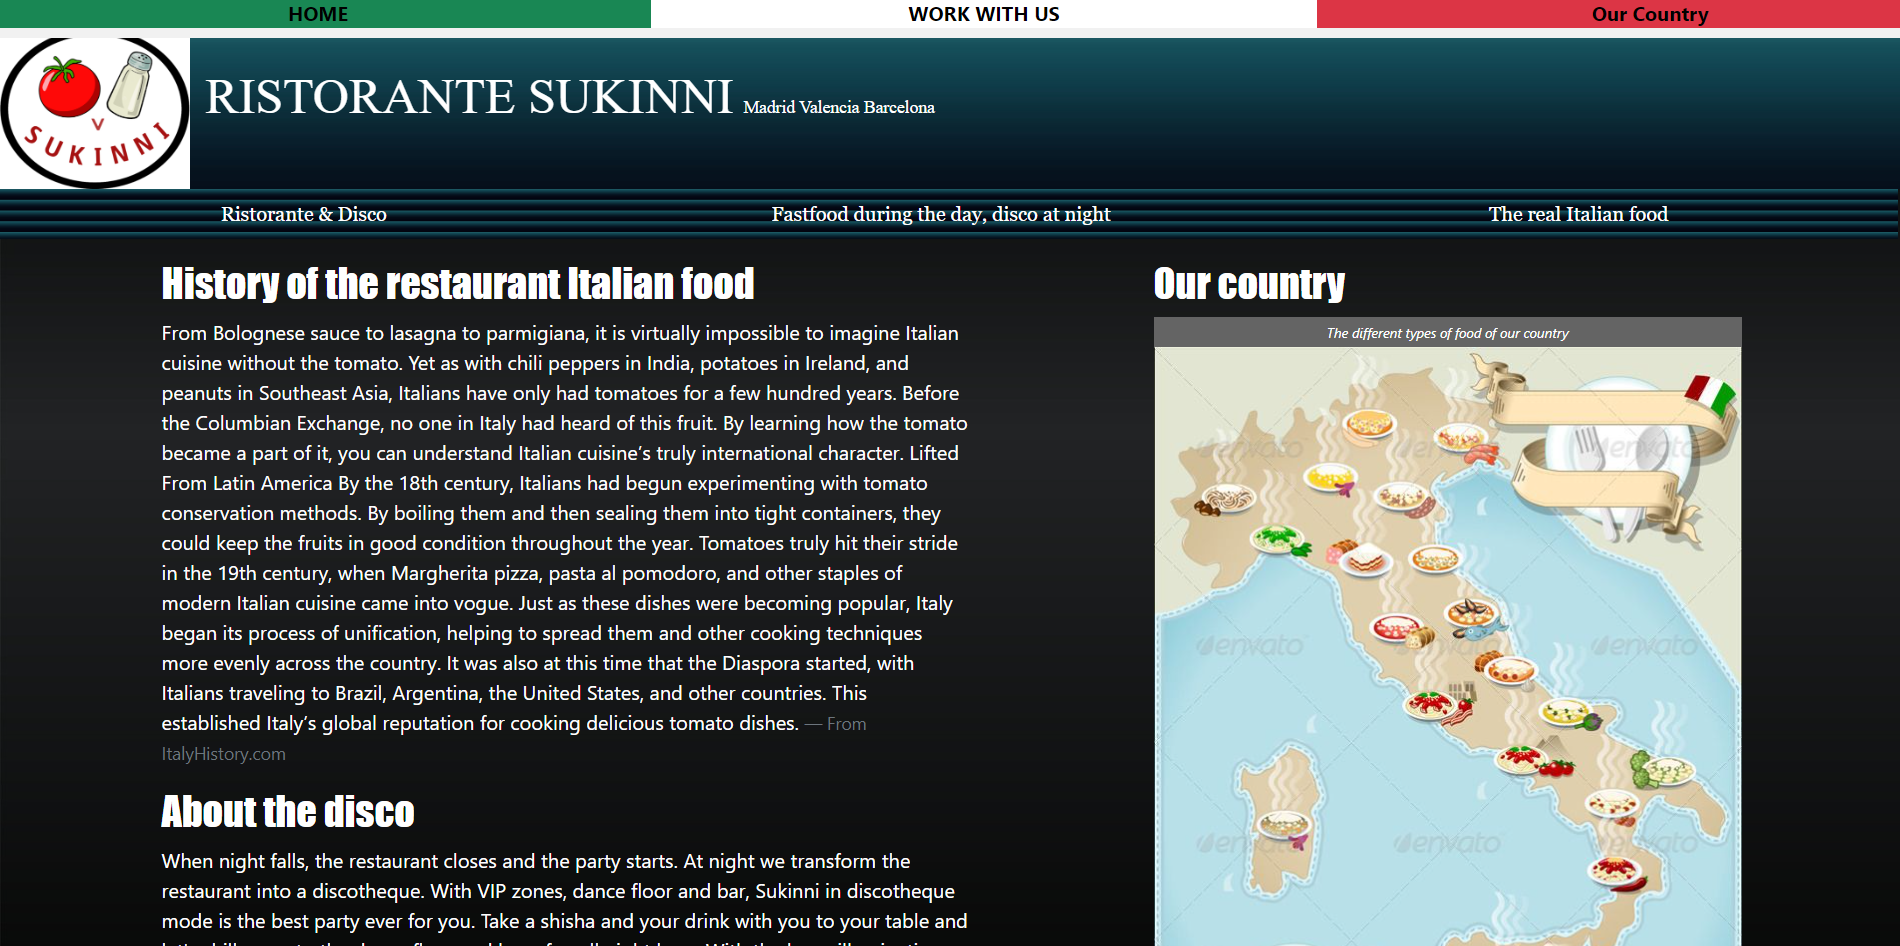 HOME
WORK WITH US
Our Country
SUKINNI
RISTORANTE SUKINNI Madrid Valencia Barcelona
Ristorante & Disco
Fastfood during the day, disco at night
The real Italian food
History of the restaurant Italian food
From Bolognese sauce to lasagna to parmigiana, it is virtually impossible to imagine Italian
cuisine without the tomato. Yet as with chili peppers in India, potatoes in Ireland, and
peanuts in Southeast Asia, Italians have only had tomatoes for a few hundred years. Before
the Columbian Exchange, no one in Italy had heard of this fruit. By learning how the tomato
became a part of it, you can understand Italian cuisine’s truly international character. Lifted
From Latin America By the 18th century, Italians had begun experimenting with tomato
conservation methods. By boiling them and then sealing them into tight containers, they
could keep the fruits in good condition throughout the year. Tomatoes truly hit their stride
in the 19th century, when Margherita pizza, pasta al pomodoro, and other staples of
modern Italian cuisine came into vogue. Just as these dishes were becoming popular, Italy
began its process of unification, helping to spread them and other cooking techniques
more evenly across the country. It was also at this time that the Diaspora started, with
Italians traveling to Brazil, Argentina, the United States, and other countries. This
established Italy’s global reputation for cooking delicious tomato dishes. — From
ItalyHistory.com
About the disco
When night falls, the restaurant closes and the party starts. At night we transform the
restaurant into a discotheque. With VIP zones, dance floor and bar, Sukinni in discotheque
mode is the best party ever for you. Take a shisha and your drink with you to your table and
Our country
The different types of food of our country
envato
envato
envato
envato
envato
envato
envato
envato
envato